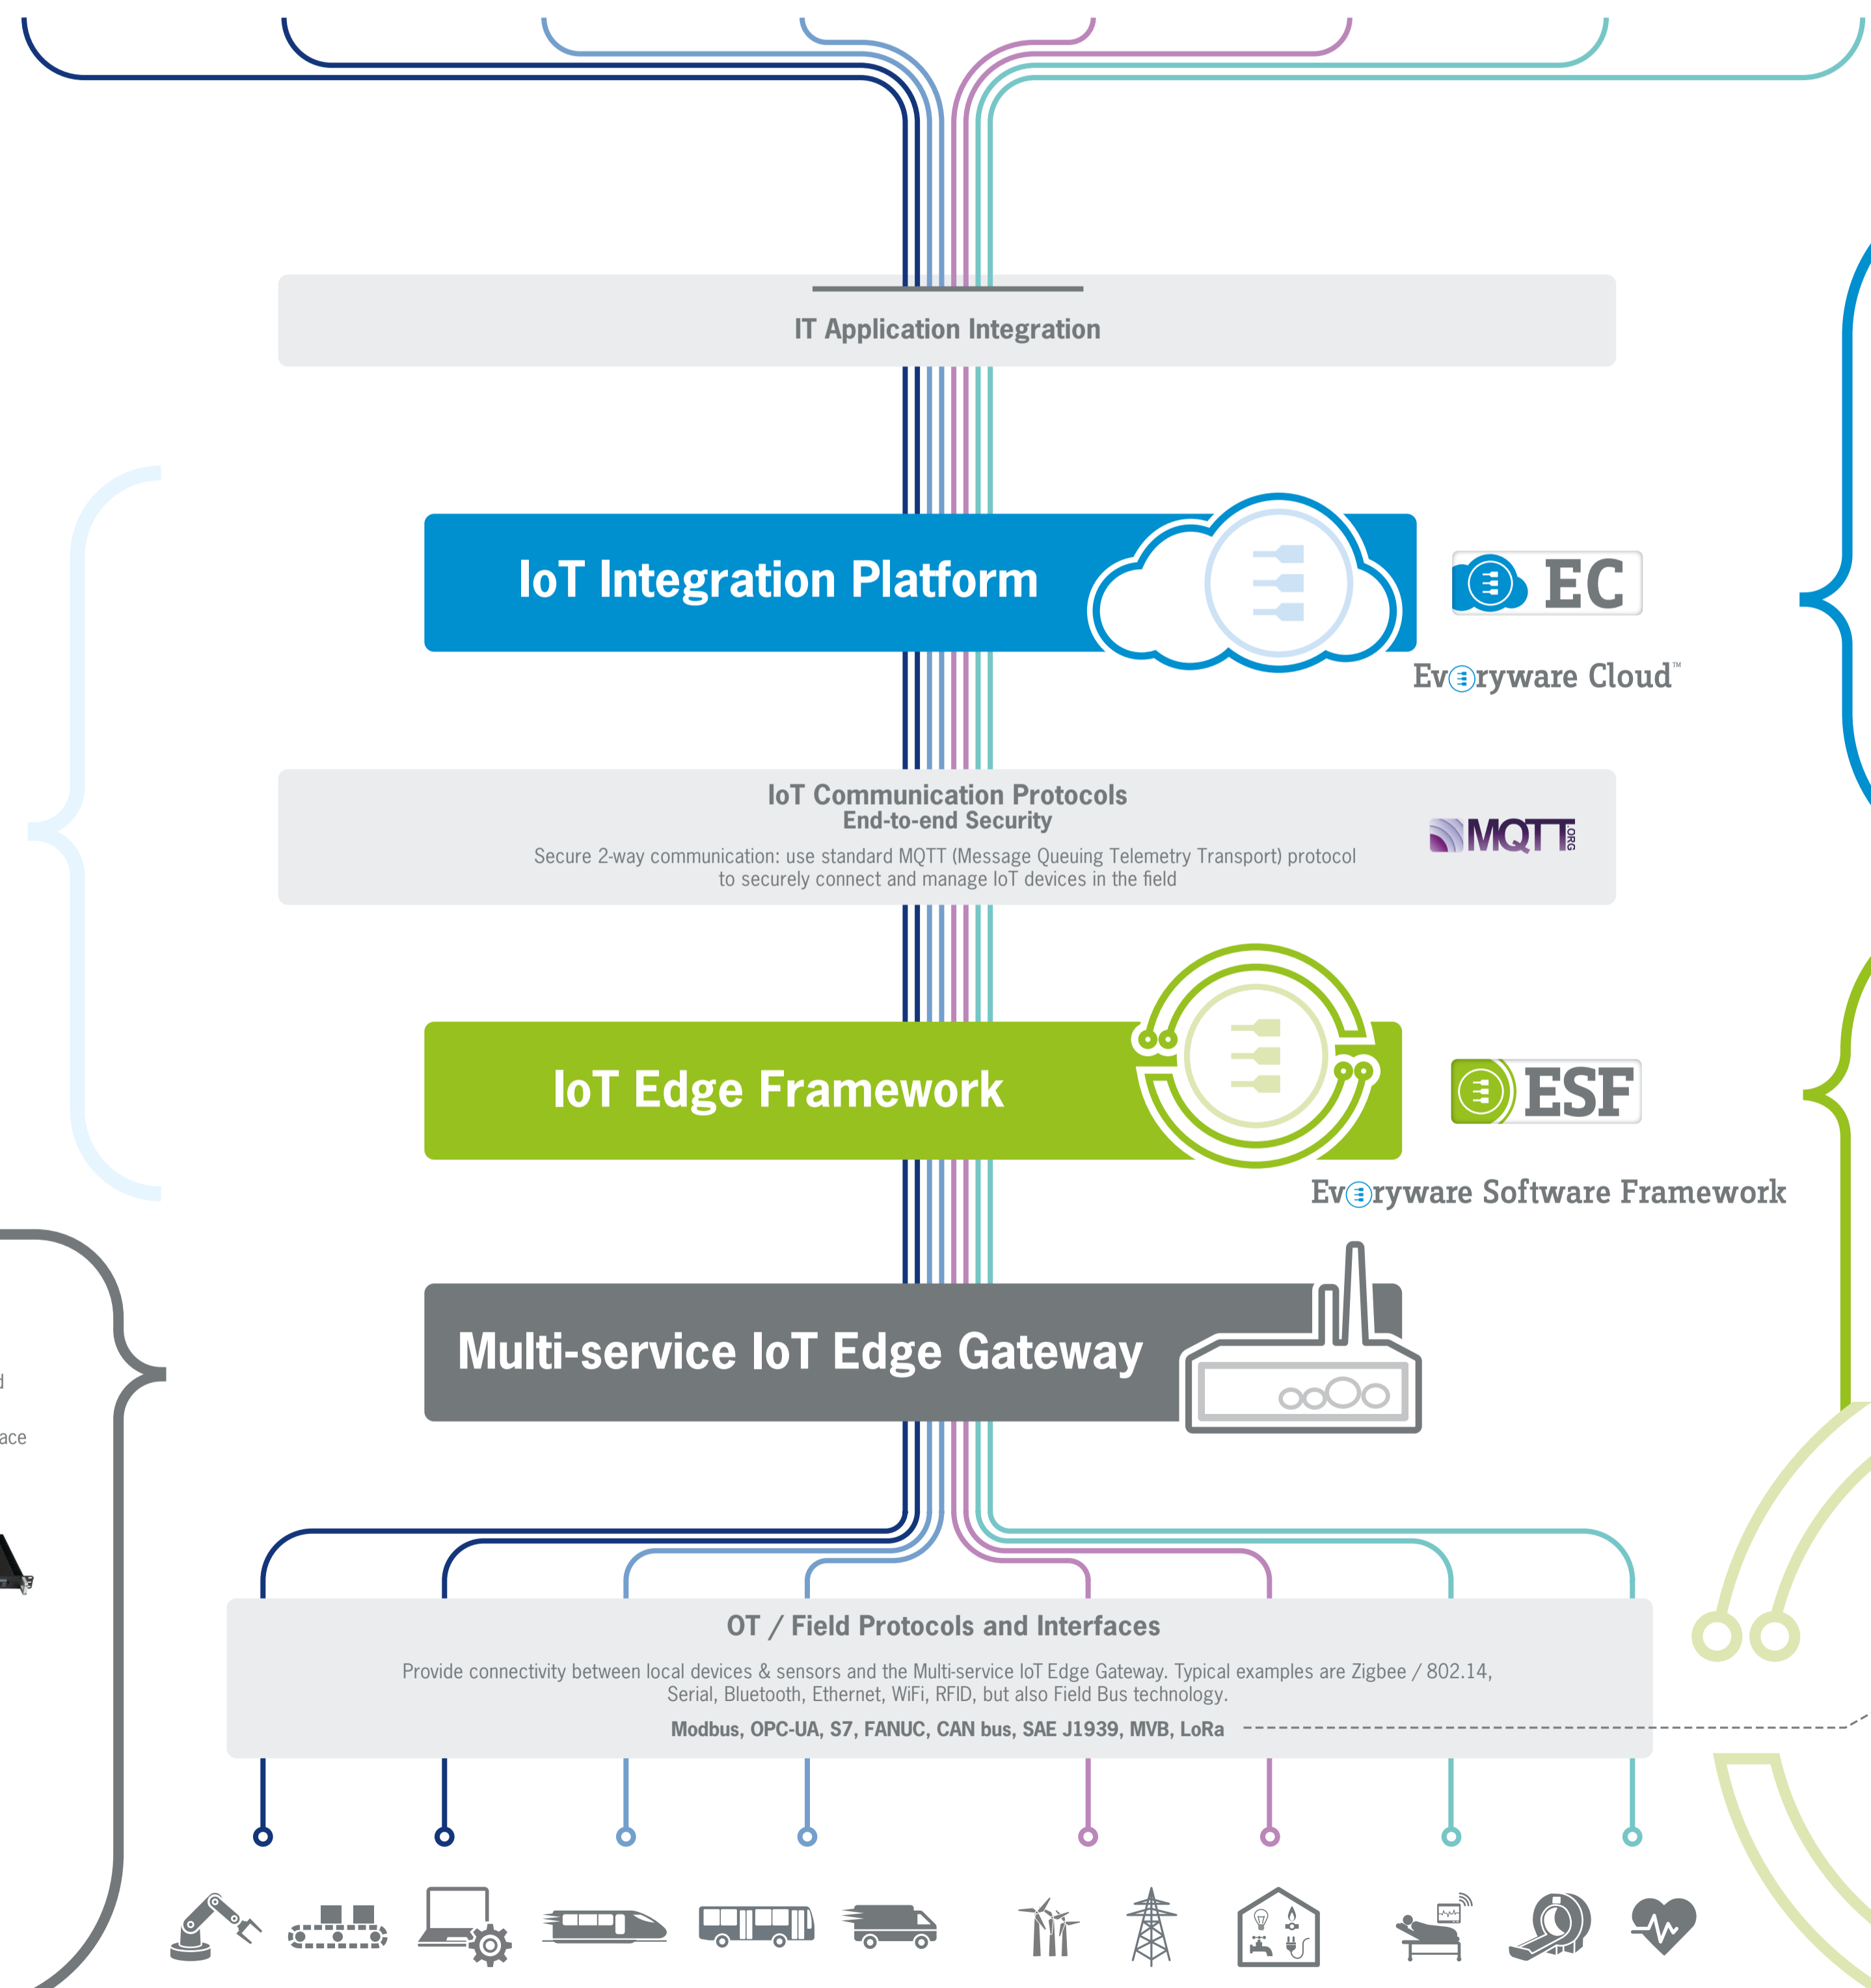 IT Application Integration
IoT Integration Platform
EC
Everyware Cloud™
IoT Communication Protocols
End-to-end Security
Secure 2-way communication: use standard MQTT (Message Queuing Telemetry Transport) protocol
to securely connect and manage IoT devices in the field
MQTT.ORG
IoT Edge Framework
ESF
Everyware Software Framework
Multi-service IoT Edge Gateway
ace
OT / Field Protocols and Interfaces
Provide connectivity between local devices & sensors and the Multi-service IoT Edge Gateway. Typical examples are Zigbee / 802.14,
Serial, Bluetooth, Ethernet, WiFi, RFID, but also Field Bus technology.
Modbus, OPC-UA, S7, FANUC, CAN bus, SAE J1939, MVB, LoRa